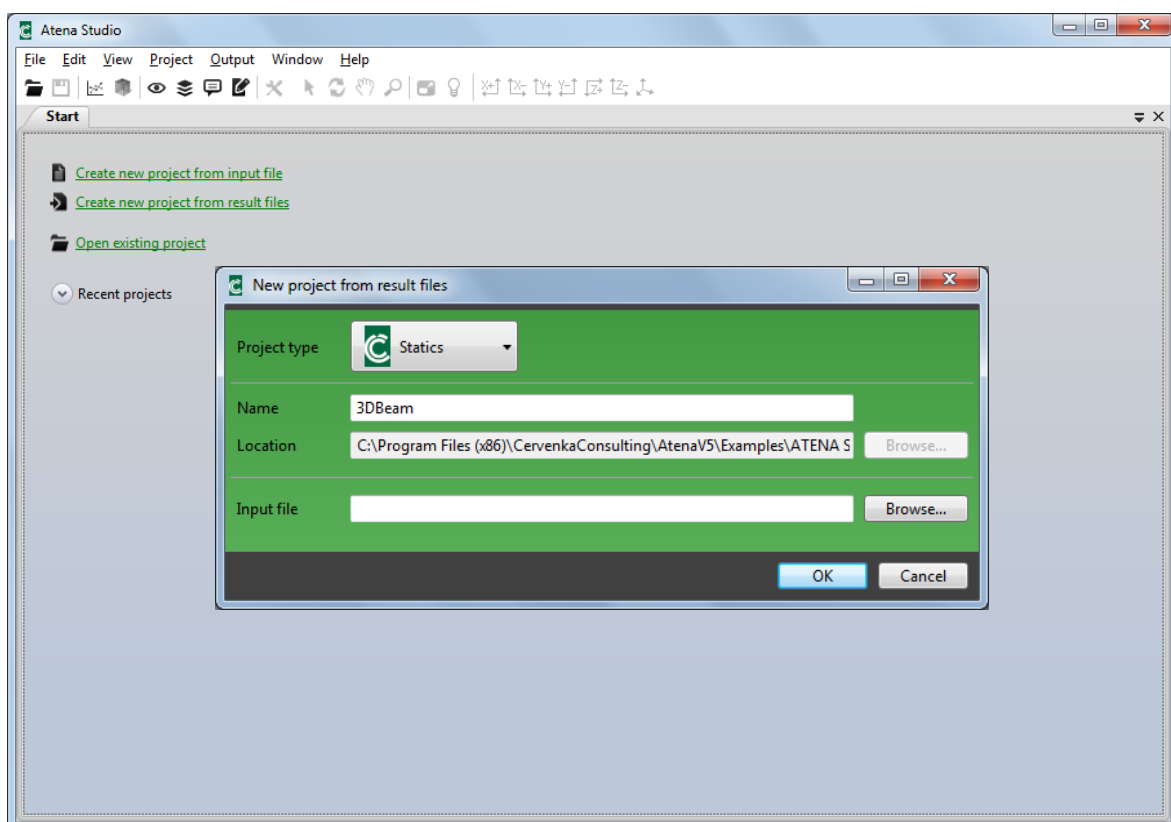 Atena Studio
File Edit View Project Output Window Help
Start
Create new project from input file
Create new project from result files
Open existing project
Recent projects
New project from result files
Project type Statics
Name 3DBeam
Location C:\Program Files (x86)\CervenkaConsulting\AtenaV5\Examples\ATENA S Browse...
Input file Browse...
OK Cancel